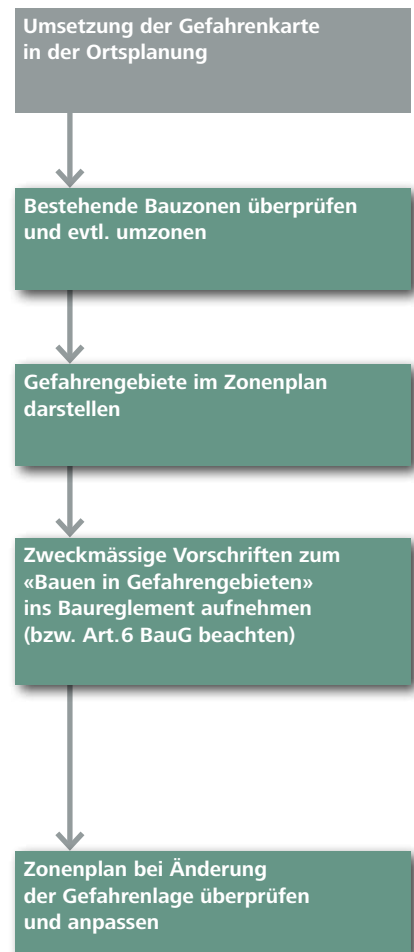 Umsetzung der Gefahrenkarte
in der Ortsplanung
Bestehende Bauzonen überprüfen
und evtl. umzonen
Gefahrengebiete im Zonenplan
darstellen
Zweckmässige Vorschriften zum
«Bauen in Gefahrengebieten»
ins Baureglement aufnehmen
(bzw. Art.6 BauG beachten)
Zonenplan bei Änderung
der Gefahrenlage überprüfen
und anpassen